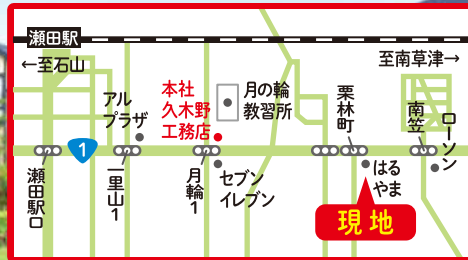 瀬田駅
←至石山
至南草津→
アル
プラザ
本社
久木野
工務店
月の輪
教習所
栗林町
南笠
ローソン
1
瀬田駅口
一里山1
月輪1
セブン
イレブン
はる
やま
現地